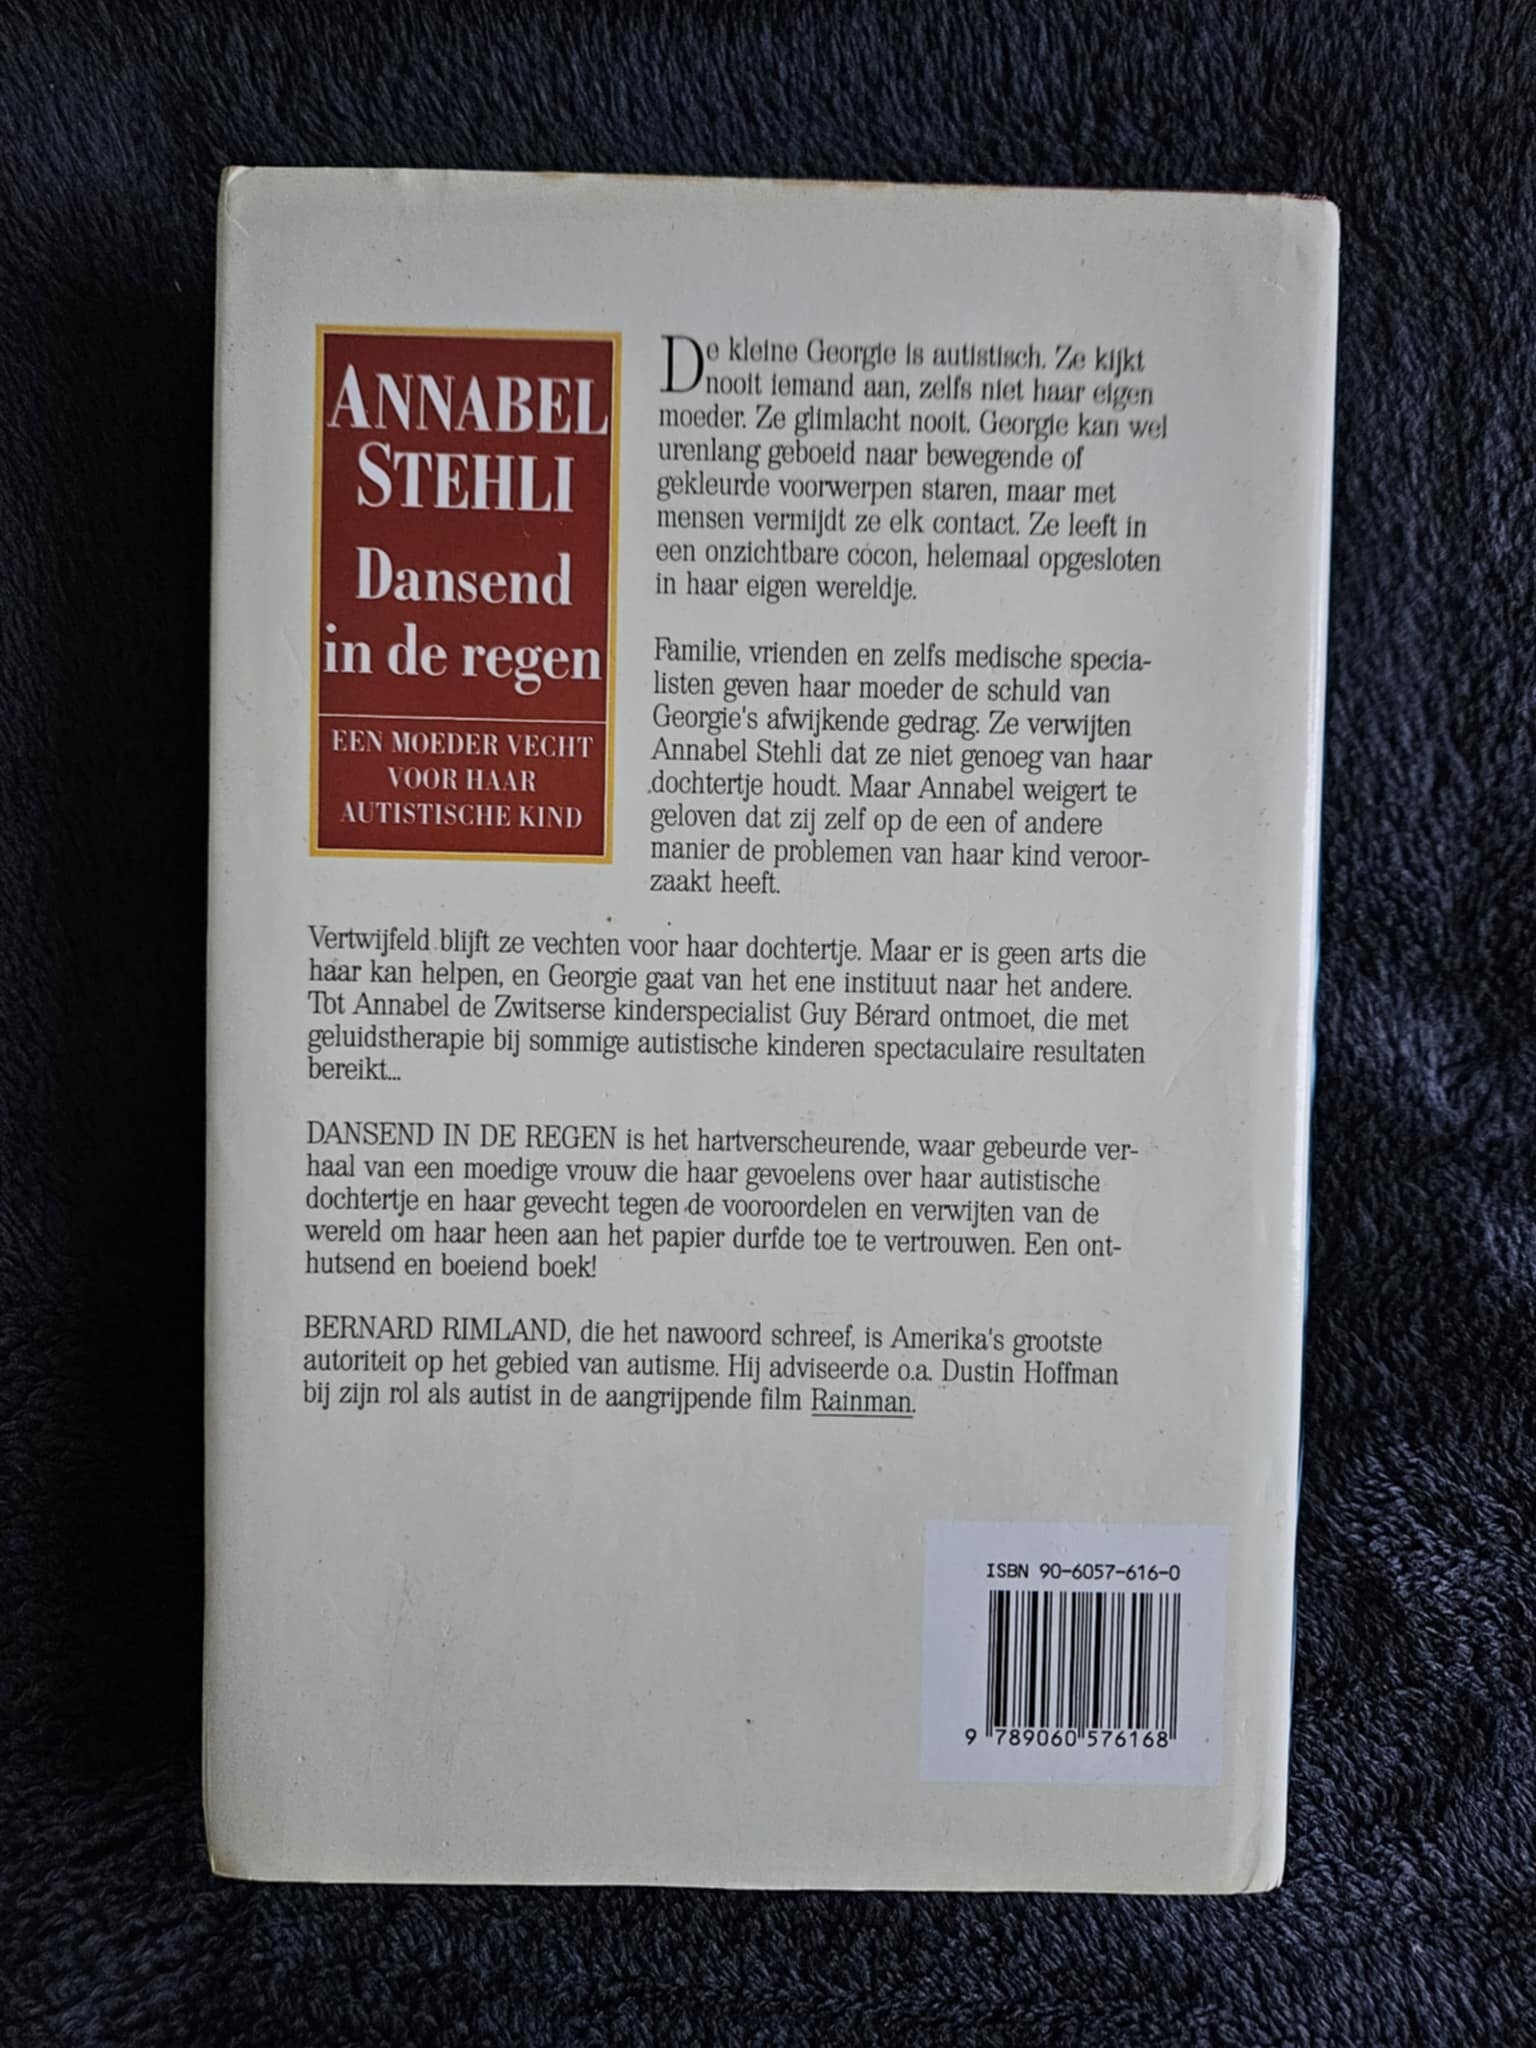 ANNABEL
STEHLI
Dansend
in de regen
EEN MOEDER VECHT
VOOR HAAR
AUTISTISCHE KIND
De kleine Georgie is autistisch. Ze kijkt
nooit iemand aan, zelfs niet haar eigen
moeder. Ze glimlacht nooit. Georgie kan wel
urenlang geboeid naar bewegende of
gekleurde voorwerpen staren, maar met
mensen vermijdt ze elk contact. Ze leeft in
een onzichtbare cocon, helemaal opgesloten
in haar eigen wereldje.
Familie, vrienden en zelfs medische specia-
listen geven haar moeder de schuld van
Georgie's afwijkende gedrag. Ze verwijten
Annabel Stehli dat ze niet genoeg van haar
dochtertje houdt. Maar Annabel weigert te
geloven dat zij zelf op de een of andere
manier de problemen van haar kind veroor-
zaakt heeft.
Vertwijfeld blijft ze vechten voor haar dochtertje. Maar er is geen arts die
haar kan helpen, en Georgie gaat van het ene instituut naar het andere.
Tot Annabel de Zwitserse kinderspecialist Guy Bérard ontmoet, die met
geluidstherapie bij sommige autistische kinderen spectaculaire resultaten
bereikt...
DANSEND IN DE REGEN is het hartverscheurende, waar gebeurde ver-
haal van een moedige vrouw die haar gevoelens over haar autistische
dochtertje en haar gevecht tegen de vooroordelen en verwijten van de
wereld om haar heen aan het papier durfde toe te vertrouwen. Een ont-
hutsend en boeiend boek!
BERNARD RIMLAND, die het nawoord schreef, is Amerika's grootste
autoriteit op het gebied van autisme. Hij adviseerde o.a. Dustin Hoffman
bij zijn rol als autist in de aangrijpende film Rainman.
ISBN 90-6057-616-0
9 789060 576168